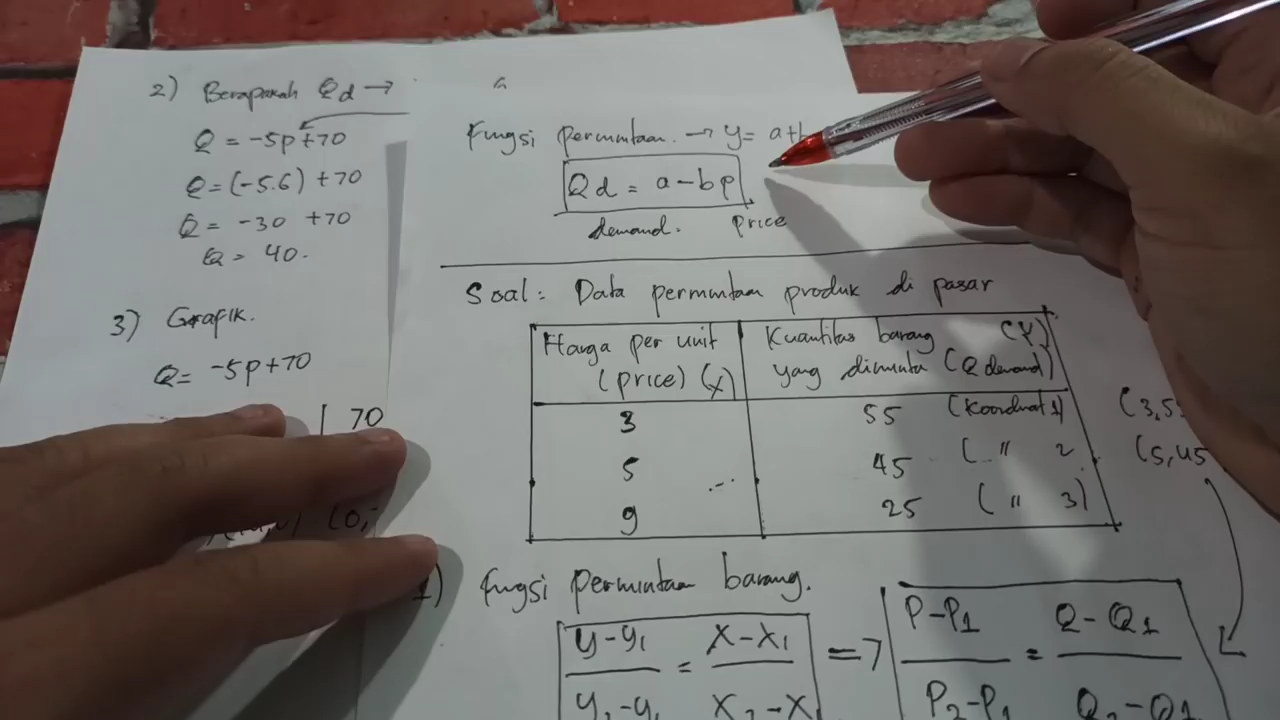 2) Berapakah Qd →
Q = -5p+70
Q = (-5.6) + 70
Q = -30 + 70
Q = 40.
3) Grafik.
Q = -5p+70
70
Fungsi permintaan. → y = a+b
Qd = a - bp
demand. Price
Soal : Data permintaan produk di pasar
Harga per unit (price) (x)
Kuantitas barang (Y)
yang diminta (Q demand)
3 55 (Koordinat 1) (3,5
5 45 ( " 2 (5,45
9 25 ( " 3)
1) Fungsi permintaan barang.
y-y1 / y2-y1 = x-x1 / x2-x => P-P1 / P2-P1 = Q-Q1 / Q2-Q1